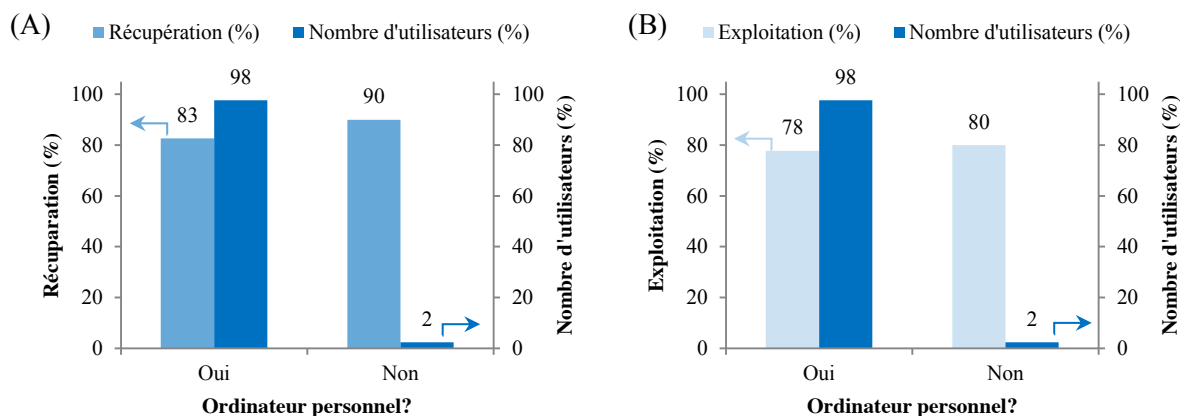 (A)
Récupération (%) Nombre d'utilisateurs (%)
98
83
90
2
100
80
60
40
20
0
100
80
60
40
20
0
Récuparation (%)
Nombre d'utilisateurs (%)
Oui Non
Ordinateur personnel?
(B)
Exploitation (%) Nombre d'utilisateurs (%)
98
78
80
2
100
80
60
40
20
0
100
80
60
40
20
0
Exploitation (%)
Nombre d'utilisateurs (%)
Oui Non
Ordinateur personnel?